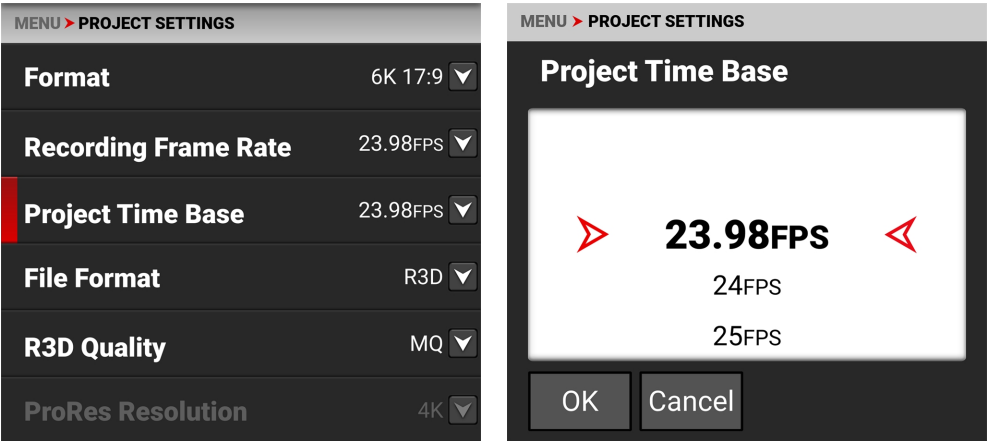 MENU PROJECT SETTINGS
Format 6K 17:9
Recording Frame Rate 23.98FPS
Project Time Base 23.98FPS
File Format R3D
R3D Quality MQ
ProRes Resolution 4K
MENU PROJECT SETTINGS
Project Time Base
23.98FPS
24FPS
25FPS
OK Cancel